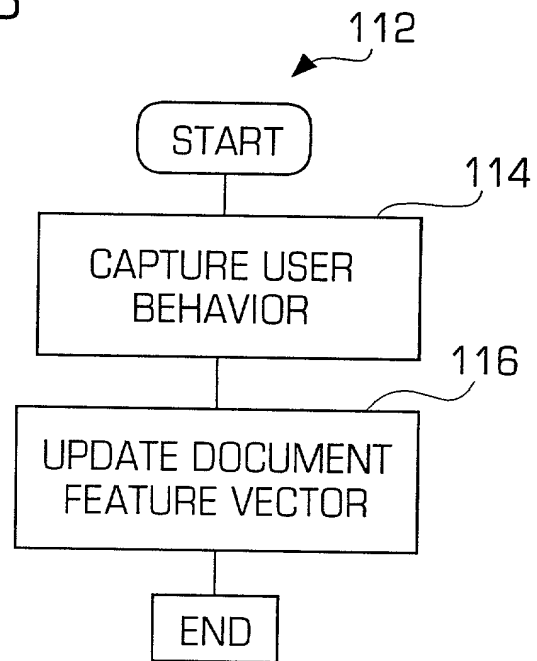 112
START
114
CAPTURE USER
BEHAVIOR
116
UPDATE DOCUMENT
FEATURE VECTOR
END